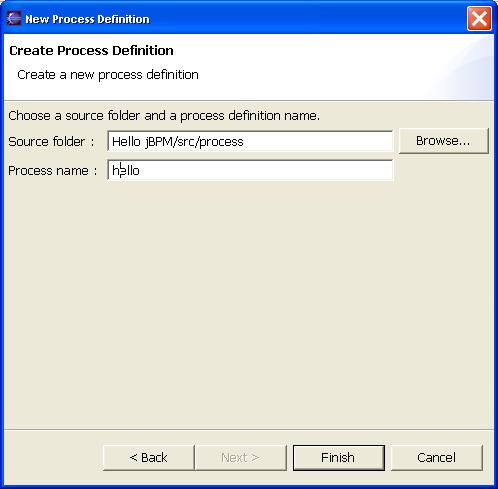 New Process Definition
Create Process Definition
Create a new process definition
Choose a source folder and a process definition name.
Source folder : Hello jBPM/src/process Browse...
Process name : hello
< Back Next > Finish Cancel